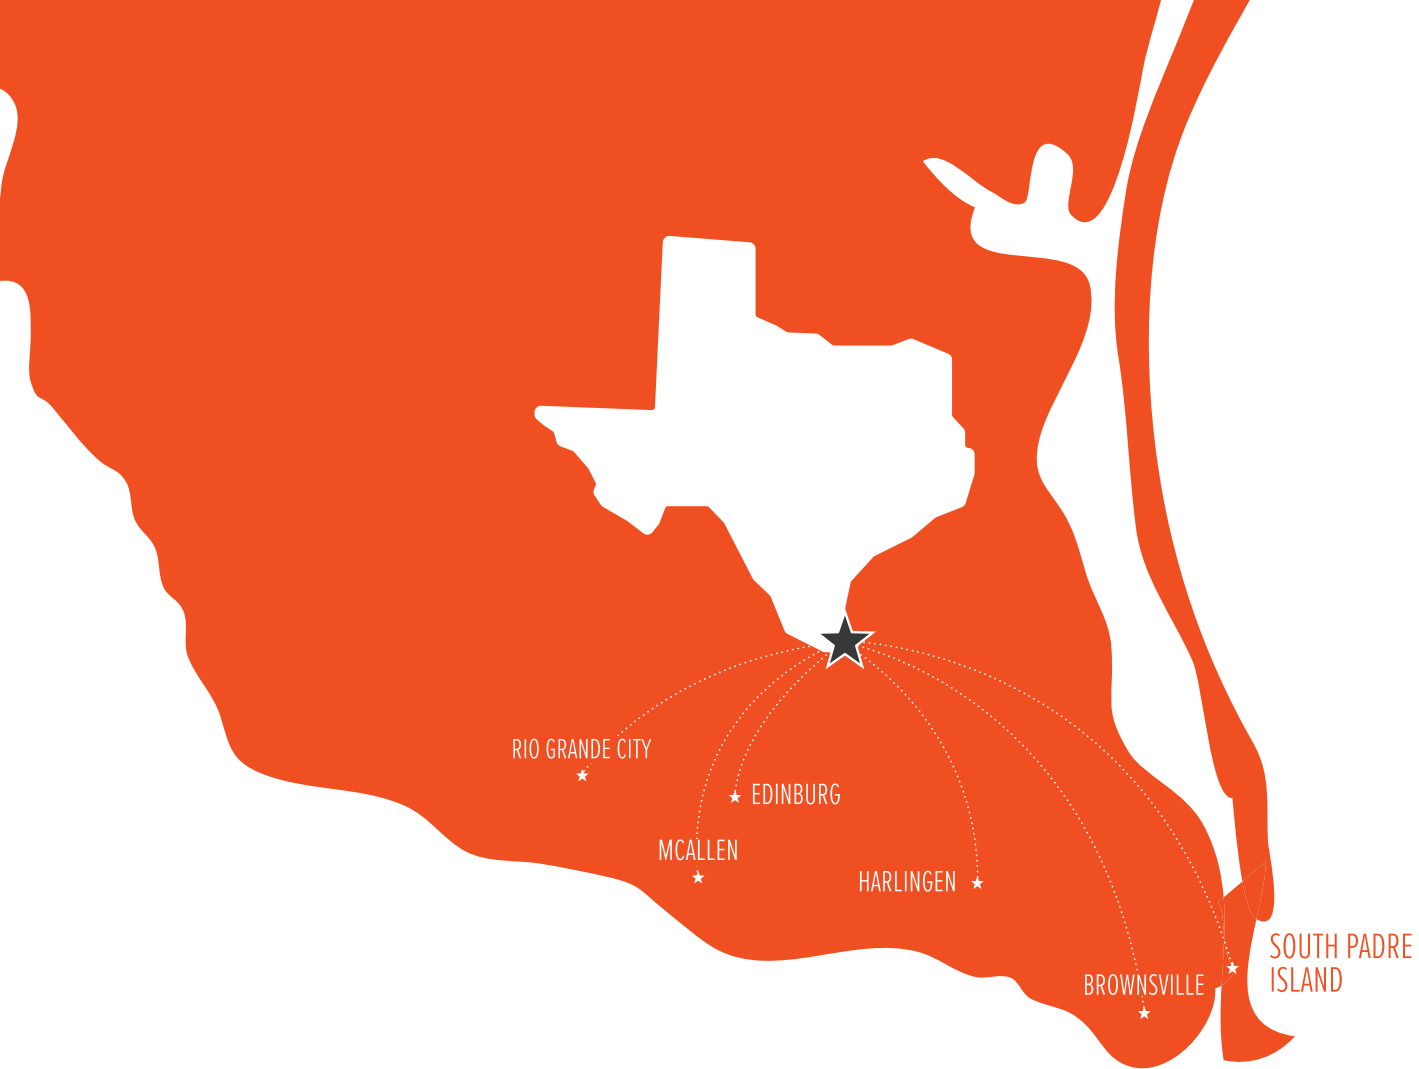 RIO GRANDE CITY
EDINBURG
MCALLEN
HARLINGEN
SOUTH PADRE
ISLAND
BROWNSVILLE